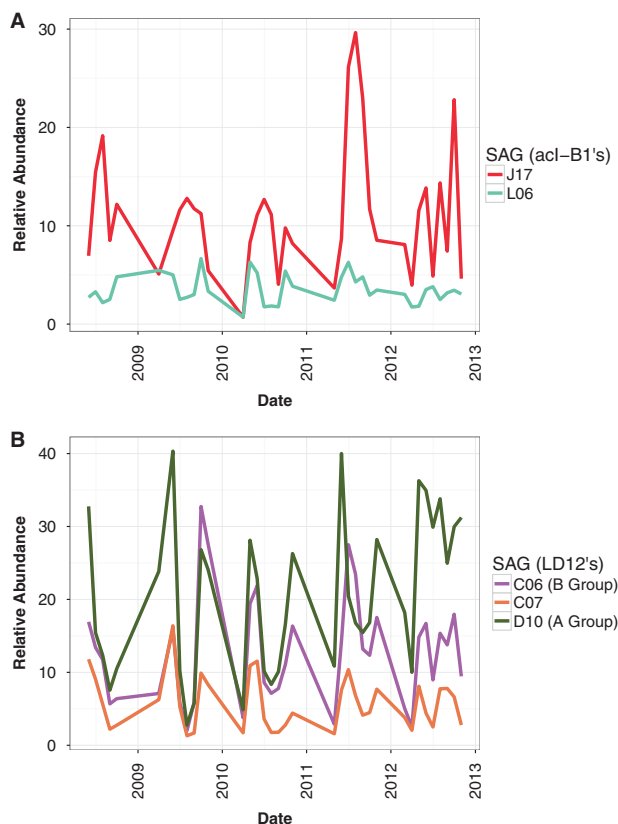 A
Relative Abundance
30
20
10
0
2009
2010
2011
2012
2013
Date
SAG (acI−B1's)
J17
L06
B
Relative Abundance
40
30
20
10
0
2009
2010
2011
2012
2013
Date
SAG (LD12's)
C06 (B Group)
C07
D10 (A Group)